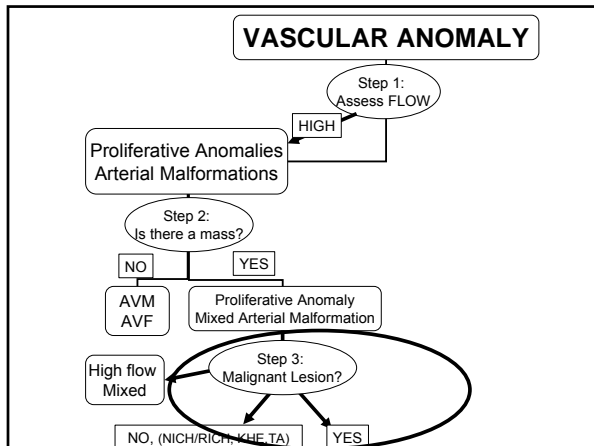 VASCULAR ANOMALY
Step 1:
Assess FLOW
HIGH
Proliferative Anomalies
Arterial Malformations
Step 2:
Is there a mass?
NO
YES
AVM
AVF
Proliferative Anomaly
Mixed Arterial Malformation
Step 3:
Malignant Lesion?
High flow
Mixed
NO, (NICH/RICH, KHE,TA)
YES